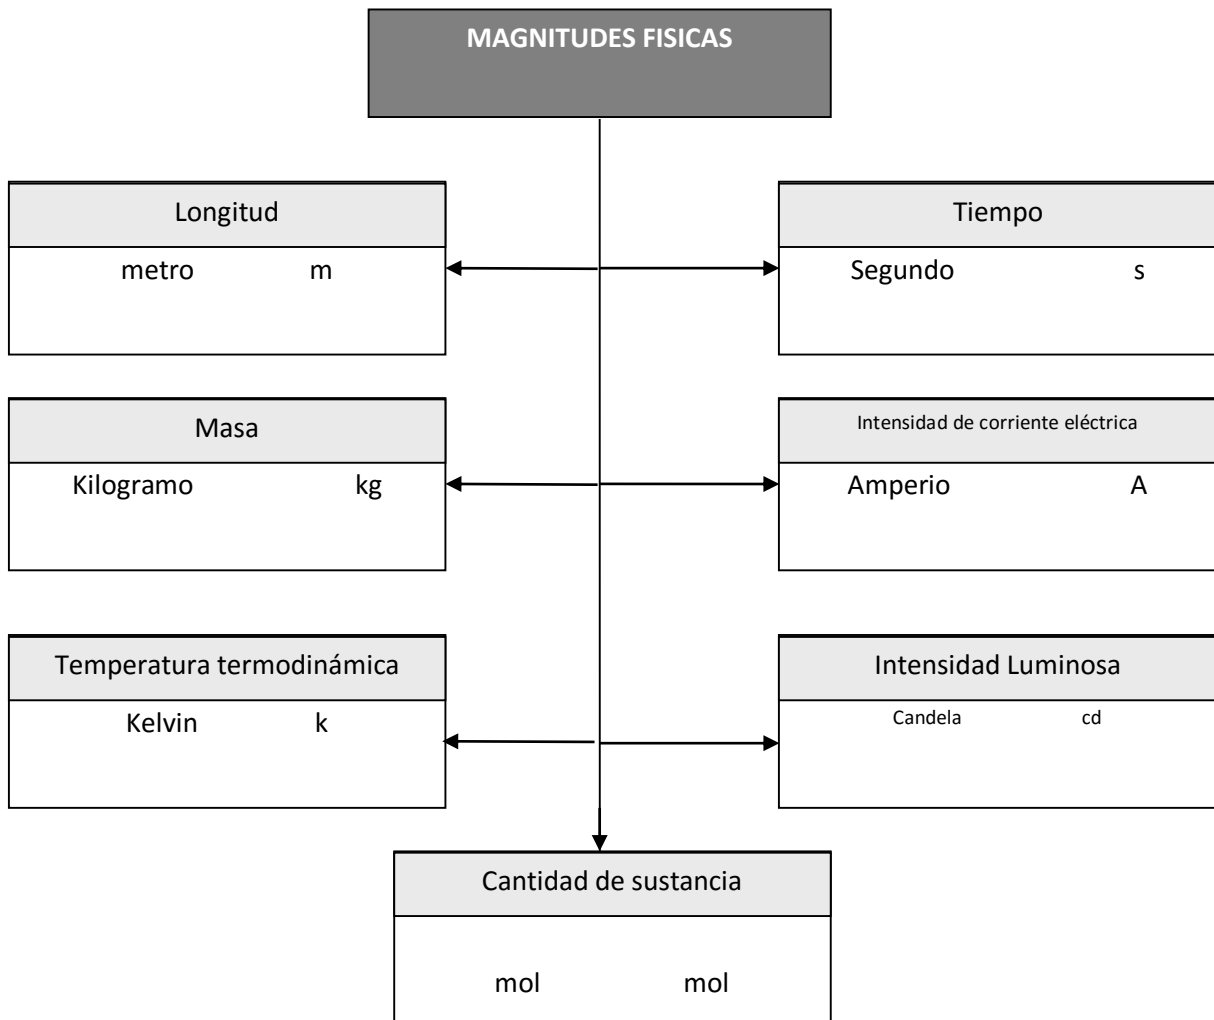 MAGNITUDES FISICAS
Longitud
metro m
Tiempo
Segundo s
Masa
Kilogramo kg
Intensidad de corriente eléctrica
Amperio A
Temperatura termodinámica
Kelvin k
Intensidad Luminosa
Candela cd
Cantidad de sustancia
mol mol